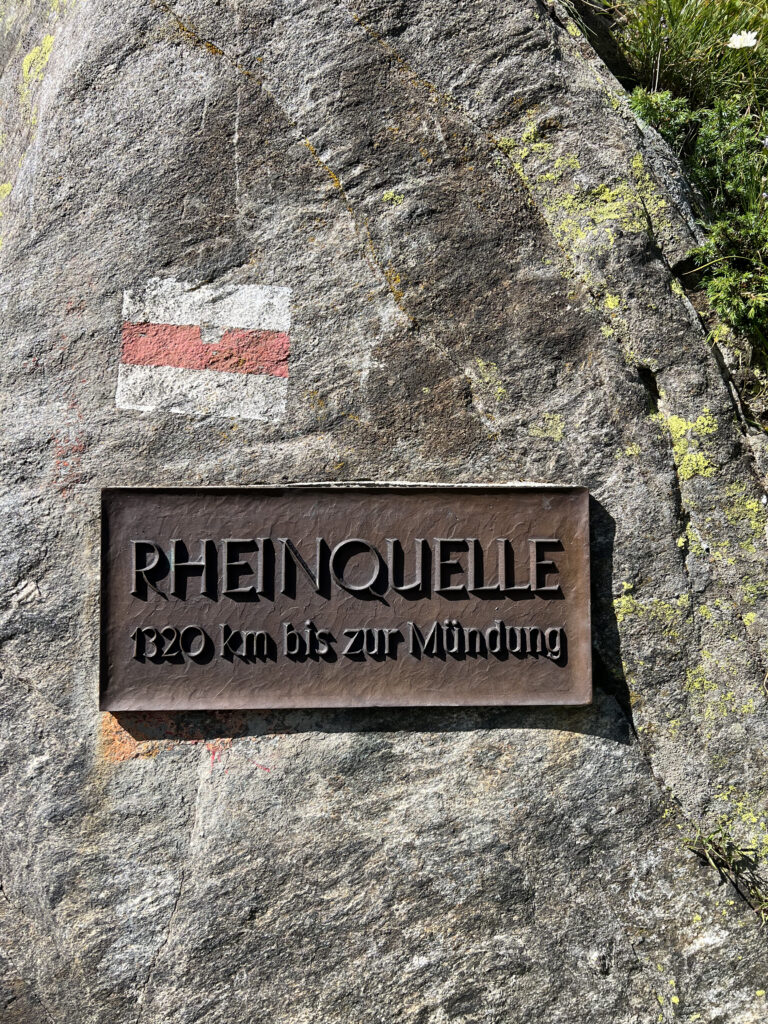 RHEINQUELLE
1320 km bis zur Mündung